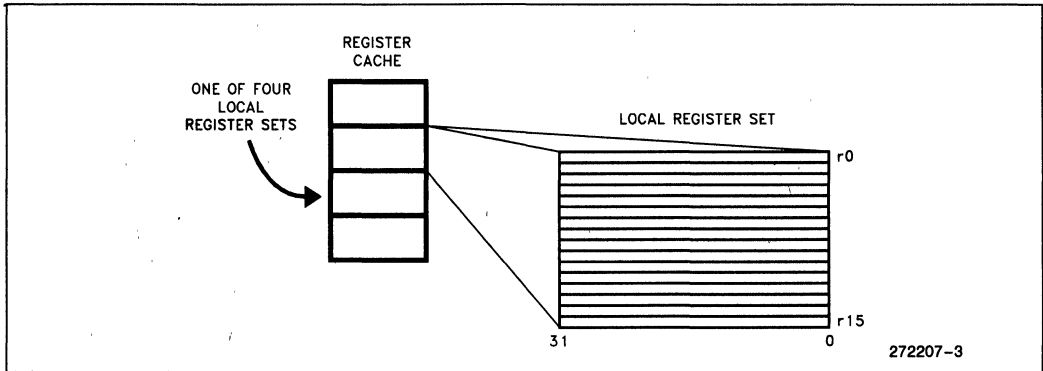 REGISTER
CACHE
ONE OF FOUR
LOCAL
REGISTER SETS
LOCAL REGISTER SET
r0
r15
31
0
272207-3